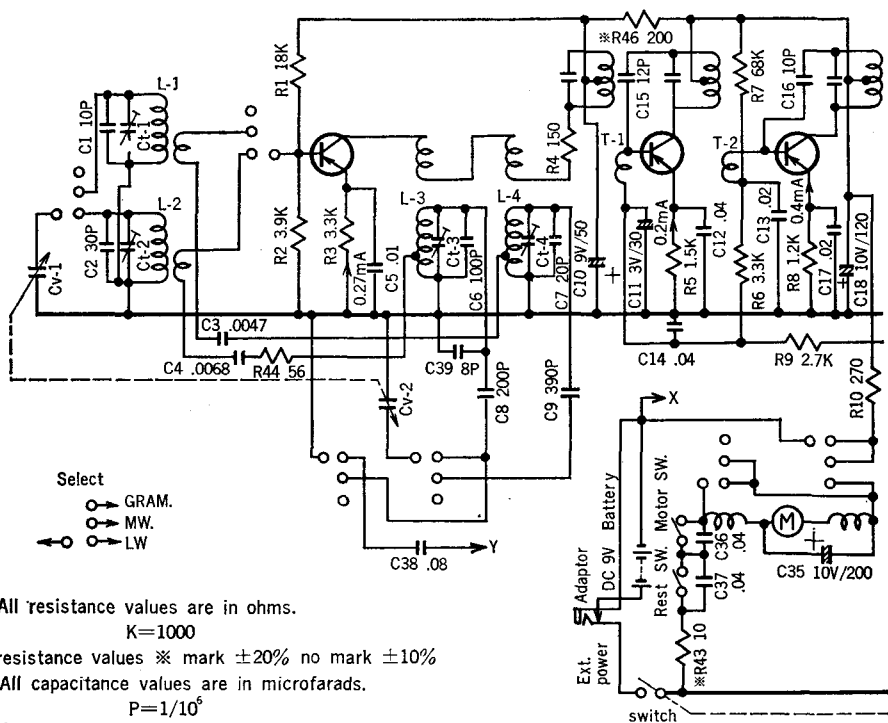 ※R46 200
L-1
C1 10P
Ct-1
R1 18K
R4 150
C15 12P
R7 68K
C16 10P
T-1
T-2
L-2
C2 30P
Ct-2
Cv-1
R2 3.9K
R3 3.3K
0.27mA
C5 .01
L-3
Ct-3
C6 100P
L-4
Ct-4
C7 20P
C10 9V/50
+
C11 3V/30
0.2mA
R5 1.5K
C12 .04
R6 3.3K
C13 .02
0.4mA
R8 1.2K
C17 .02
C18 10V/120
+
C3 .0047
C4 .0068
R44 56
C39 8P
C14 .04
R9 2.7K
Cv-2
C8 200P
C9 390P
R10 270
X
Select
GRAM.
MW.
LW
C38 .08
Y
Battery
DC 9V
Motor SW.
Rest SW.
C36 .04
C37 .04
M
+
C35 10V/200
Adaptor
Ext. power
※R43 10
switch
All resistance values are in ohms.
K=1000
resistance values ※ mark ±20% no mark ±10%
All capacitance values are in microfarads.
P=1/10⁶